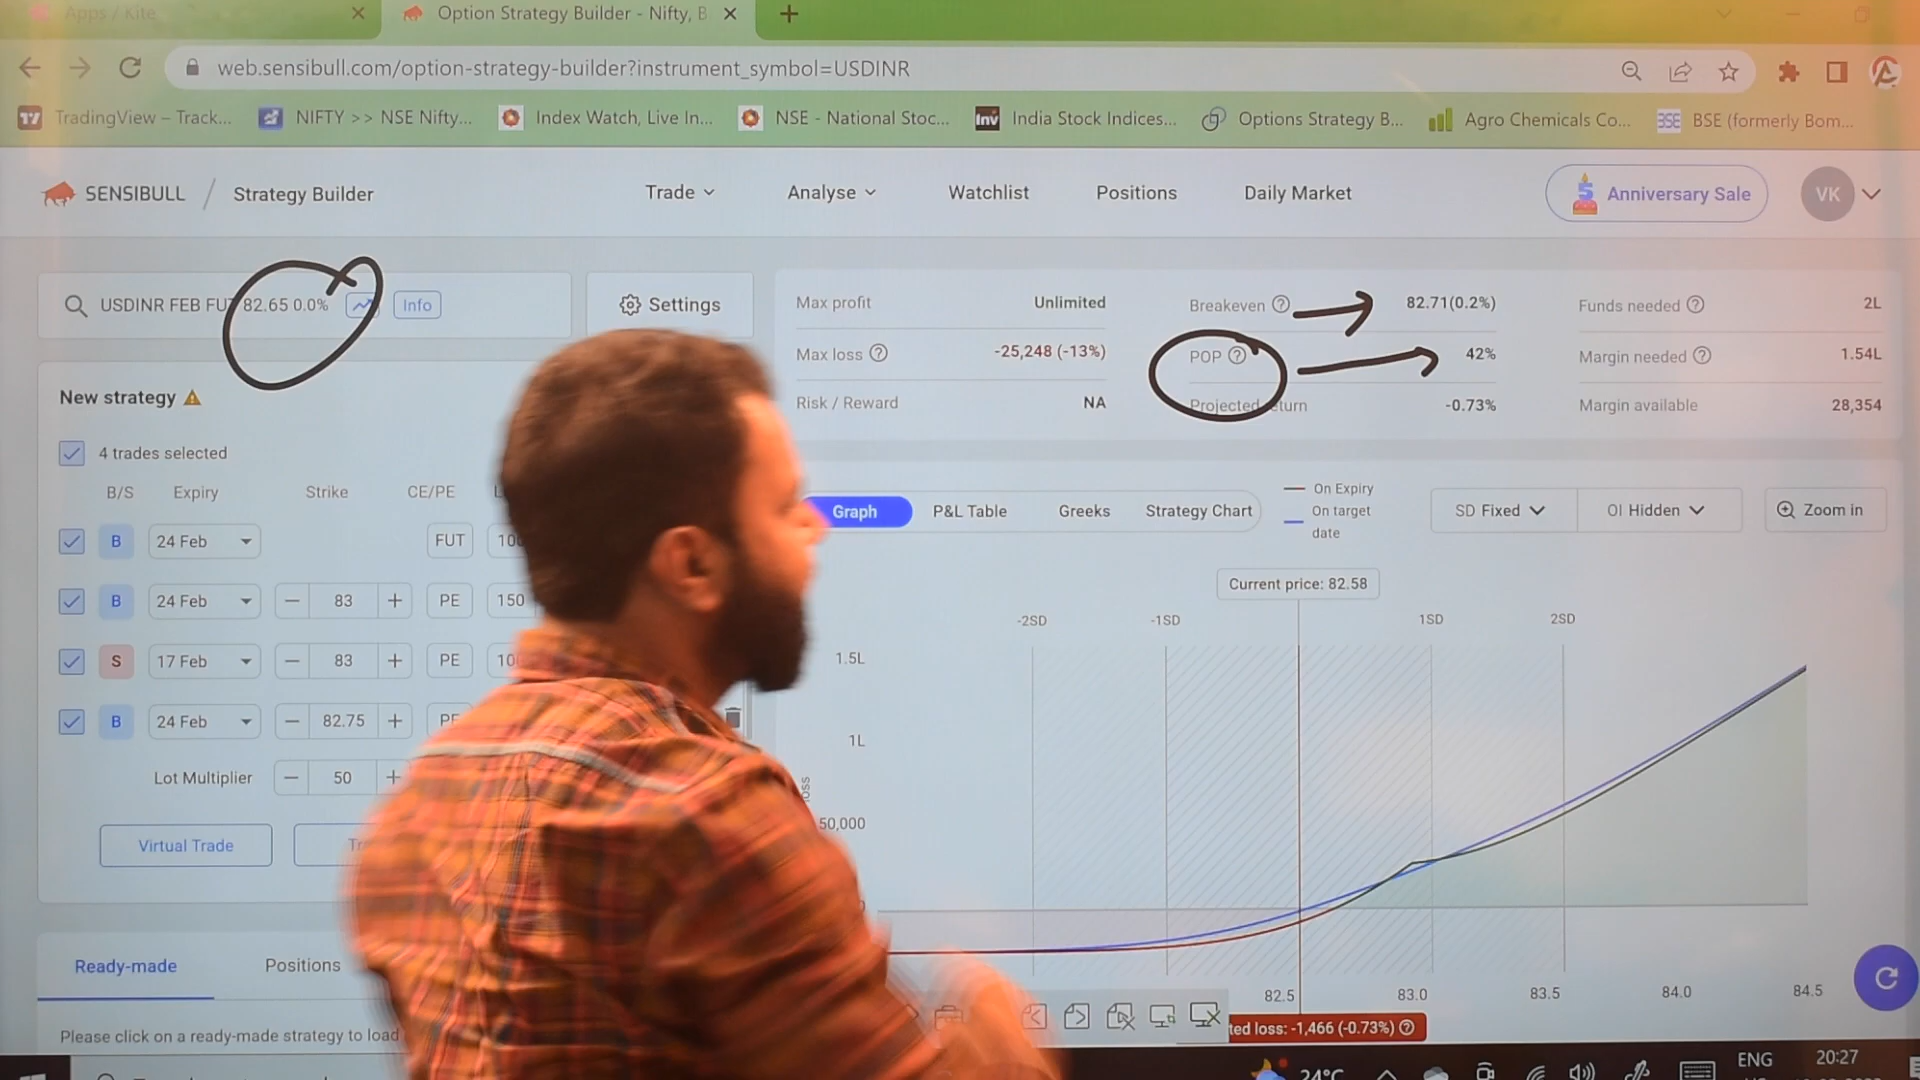 Apps / Kite
Option Strategy Builder - Nifty, B
web.sensibull.com/option-strategy-builder?instrument_symbol=USDINR
TradingView – Track...
NIFTY >> NSE Nifty...
Index Watch, Live In...
NSE - National Stoc...
Inv
India Stock Indices...
Options Strategy B...
Agro Chemicals Co...
BSE (formerly Bom...
SENSIBULL / Strategy Builder
Trade
Analyse
Watchlist
Positions
Daily Market
5
Anniversary Sale
VK
USDINR FEB FUT 82.65 0.0%
Info
Settings
Max profit Unlimited
Breakeven 82.71(0.2%)
Funds needed 2L
Max loss -25,248 (-13%)
POP 42%
Margin needed 1.54L
Risk / Reward NA
Projected return -0.73%
Margin available 28,354
New strategy
4 trades selected
B/S Expiry Strike CE/PE
B 24 Feb FUT
B 24 Feb 83 PE 150
S 17 Feb 83 PE
B 24 Feb 82.75
Lot Multiplier 50
Virtual Trade
Ready-made
Positions
Please click on a ready-made strategy to load
Graph
P&L Table
Greeks
Strategy Chart
On Expiry
On target
date
SD Fixed
OI Hidden
Zoom in
Current price: 82.58
-2SD -1SD 1SD 2SD
1.5L
1L
50,000
82.5 83.0 83.5 84.0 84.5
loss: -1,466 (-0.73%)
24°C
ENG
20:27